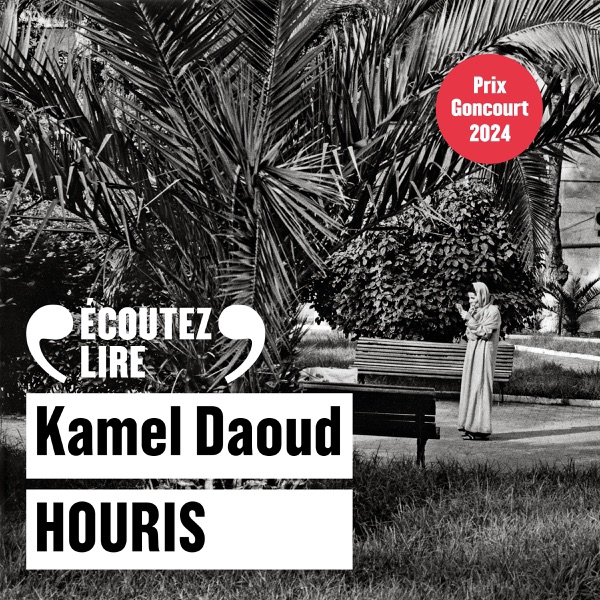 Prix
Goncourt
2024
ÉCOUTEZ
LIRE
Kamel Daoud
HOURIS